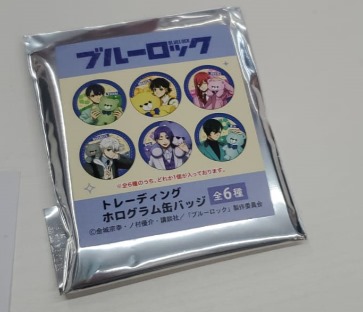 ブルーロック
※全6種のうち、どれか1個が入っております。
トレーディング
ホログラム缶バッジ 全6種
©金城宗幸・ノ村優介・講談社／「ブルーロック」製作委員会